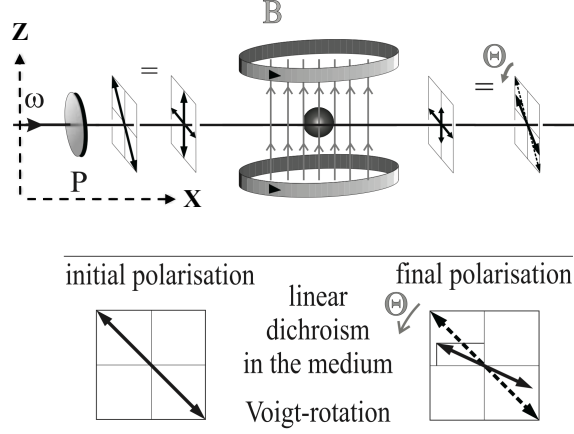 B
Z
Θ
=
=
ω
P
X
initial polarisation
final polarisation
linear
Θ
dichroism
in the medium
Voigt-rotation